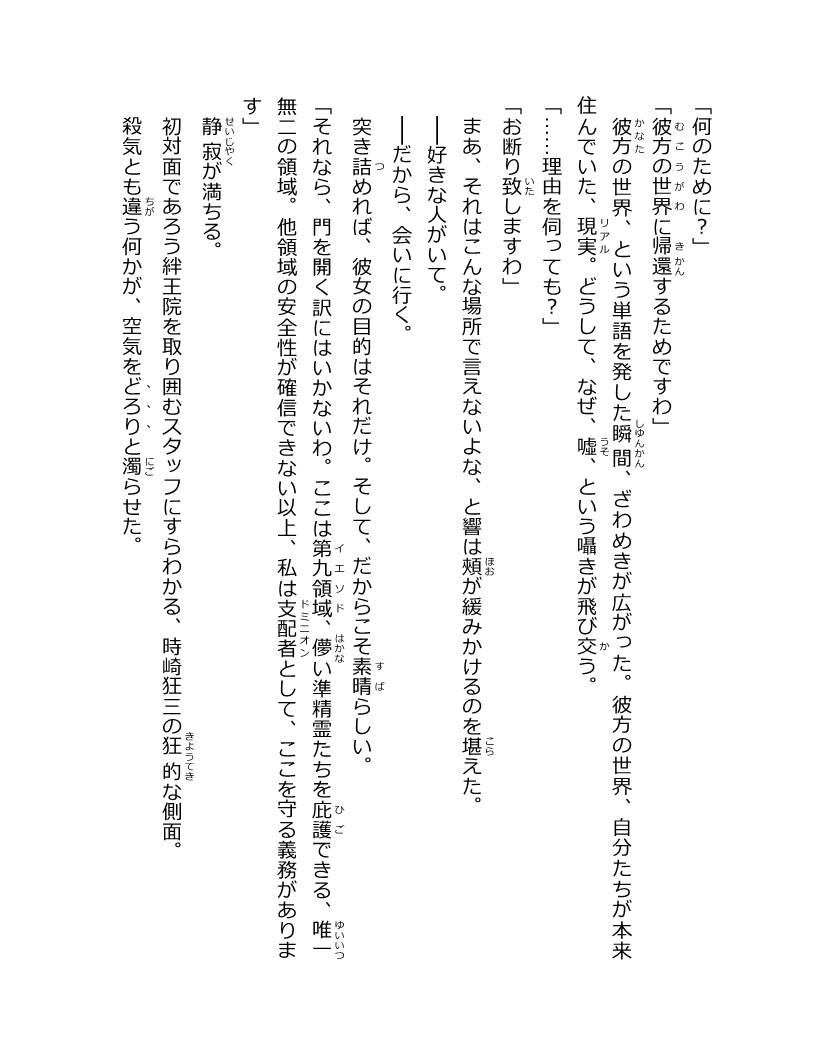 「何のために？」
「彼方の世界に帰還するためですわ」
　彼方の世界、という単語を発した瞬間、ざわめきが広がった。彼方の世界、自分たちが本来
住んでいた、現実。どうして、なぜ、嘘、という囁きが飛び交う。
「……理由を伺っても？」
「お断り致しますわ」
　まあ、それはこんな場所で言えないよな、と響は頰が緩みかけるのを堪えた。
　――好きな人がいて。
　――だから、会いに行く。
　突き詰めれば、彼女の目的はそれだけ。そして、だからこそ素晴らしい。
「それなら、門を開く訳にはいかないわ。ここは第九領域、儚い準精霊たちを庇護できる、唯一
無二の領域。他領域の安全性が確信できない以上、私は支配者として、ここを守る義務がありま
す」
　静寂が満ちる。
　初対面であろう絆王院を取り囲むスタッフにすらわかる、時崎狂三の狂的な側面。
　殺気とも違う何かが、空気をどろりと濁らせた。